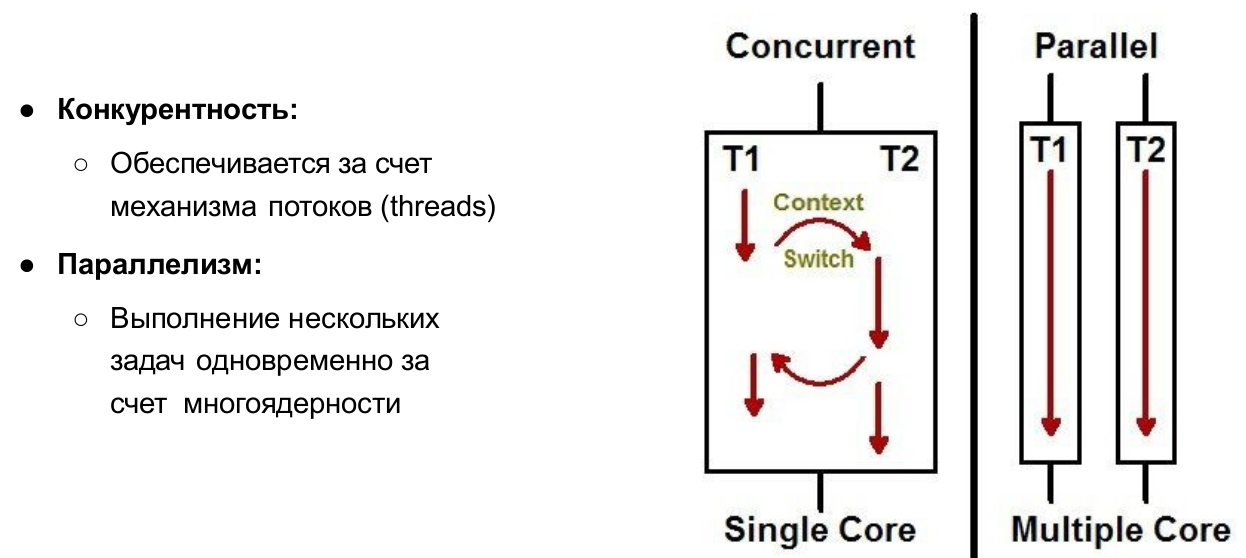 ● Конкурентность:
○ Обеспечивается за счет
механизма потоков (threads)
● Параллелизм:
○ Выполнение нескольких
задач одновременно за
счет многоядерности
Concurrent
T1 T2
Context
Switch
Single Core
Parallel
T1 T2
Multiple Core